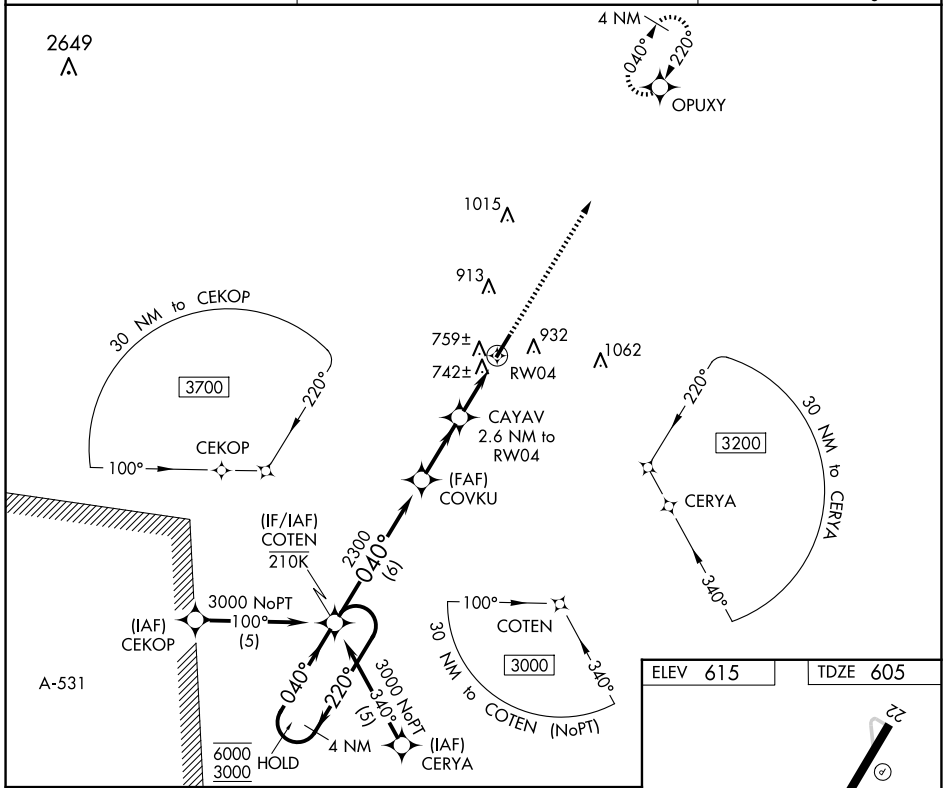 2649
4 NM
040°
220°
OPUXY
1015
913
30 NM to CEKOP
759±
932
742±
1062
RW04
3700
220°
CAYAV
2.6 NM to
RW04
220°
30 NM to CERYA
3200
CEKOP
100°
(FAF)
COVKU
CERYA
(IF/IAF)
COTEN
210K
2300
040°
(6)
340°
3000 NoPT
100°
(5)
(IAF)
CEKOP
100°
COTEN
30 NM to COTEN (NoPT)
3000
340°
A-531
040°
220°
3000 NoPT
340°
(5)
ELEV 615
TDZE 605
22
6000
3000
HOLD
4 NM
(IAF)
CERYA